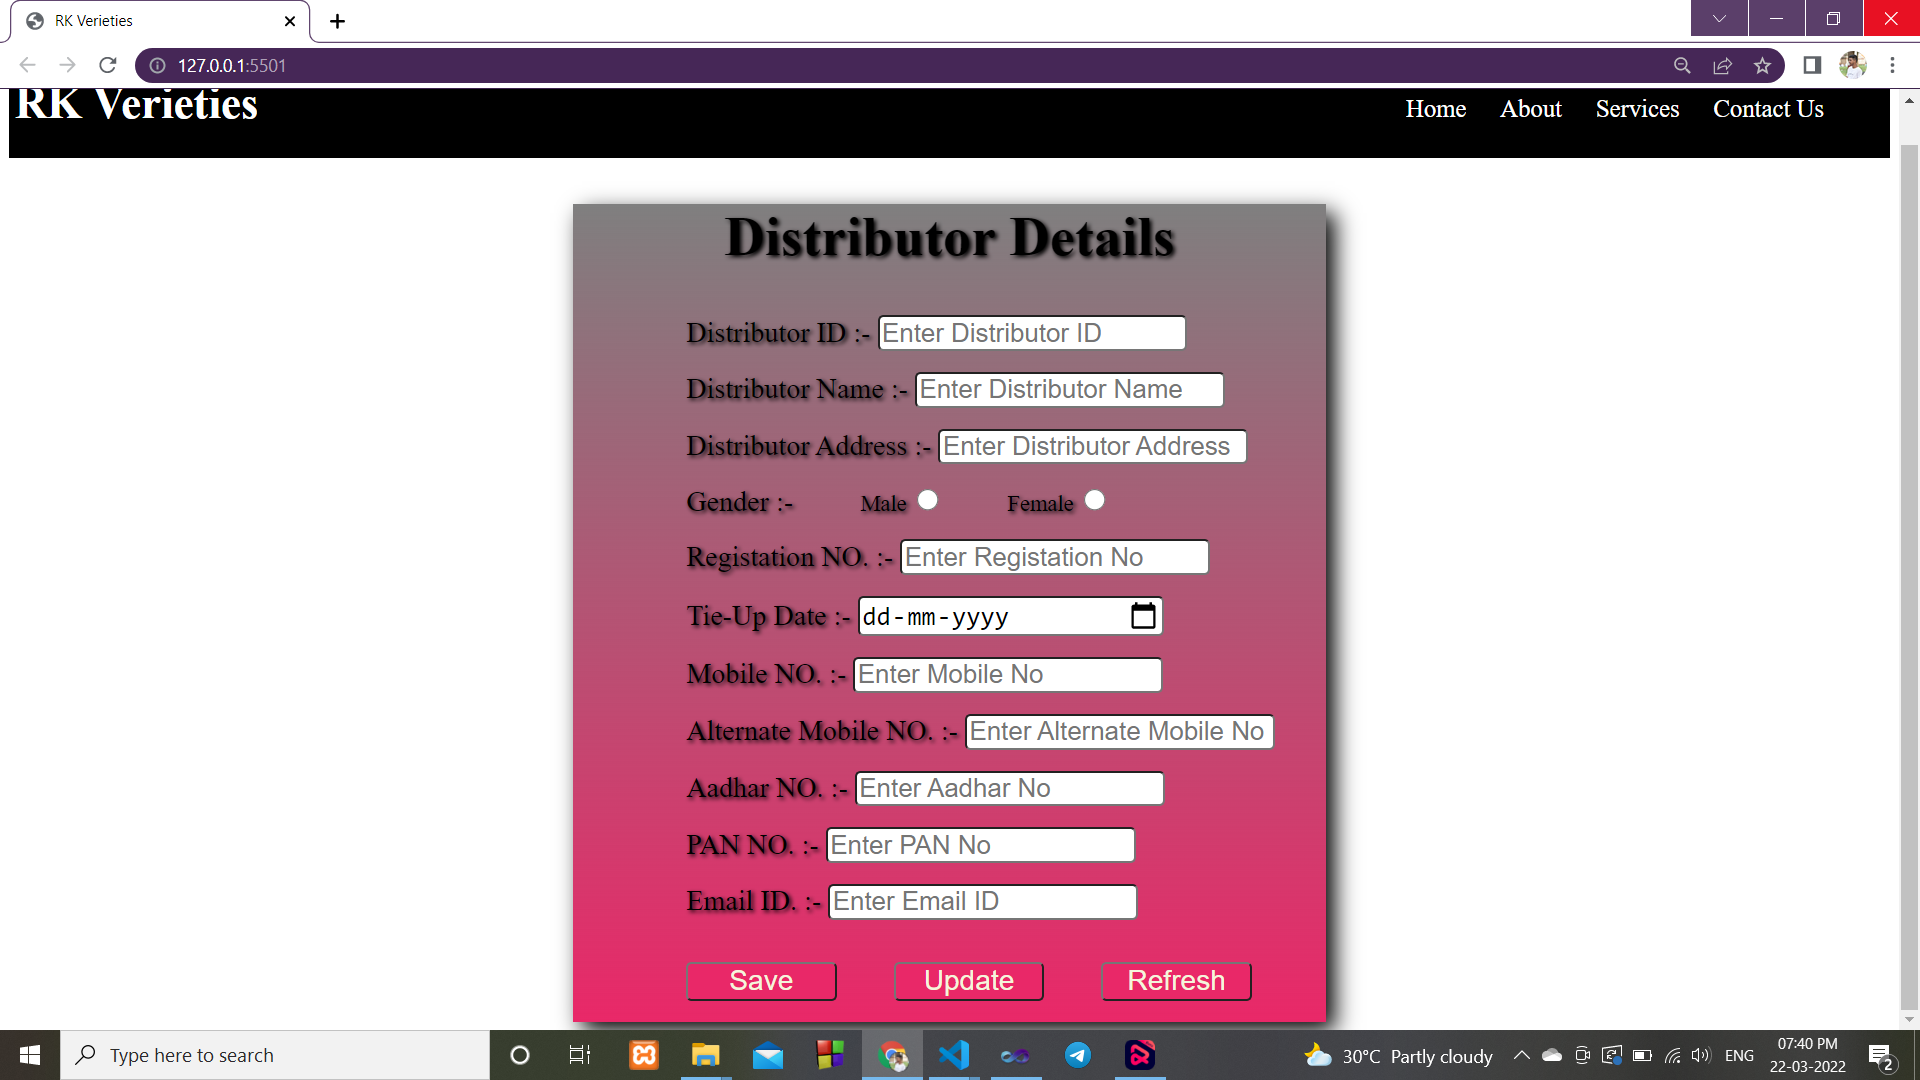 RK Verieties
127.0.0.1:5501
RK Verieties
Home About Services Contact Us
Distributor Details
Distributor ID :- Enter Distributor ID
Distributor Name :- Enter Distributor Name
Distributor Address :- Enter Distributor Address
Gender :- Male Female
Registation NO. :- Enter Registation No
Tie-Up Date :- dd-mm-yyyy
Mobile NO. :- Enter Mobile No
Alternate Mobile NO. :- Enter Alternate Mobile No
Aadhar NO. :- Enter Aadhar No
PAN NO. :- Enter PAN No
Email ID. :- Enter Email ID
Save Update Refresh
Type here to search
30°C Partly cloudy
ENG
07:40 PM
22-03-2022
2